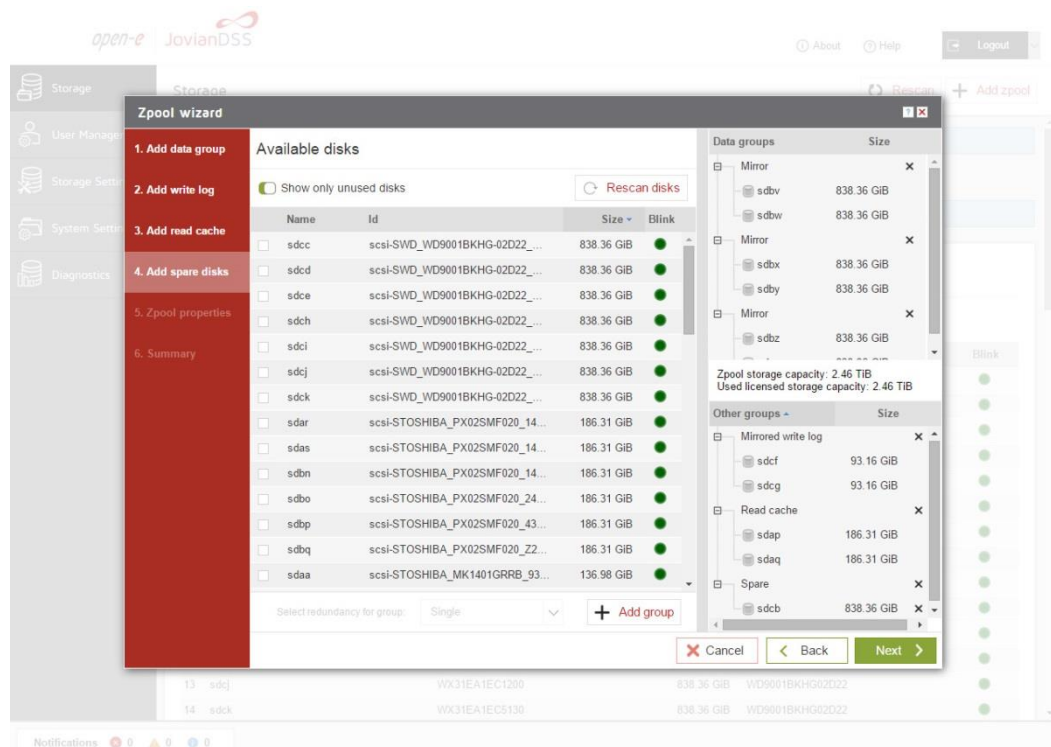 open-e JovianDSS
About Help Logout
Storage Storage Rescan Add zpool
Zpool wizard
User Manage
Storage Setti
System Setti
Diagnostics
1. Add data group
2. Add write log
3. Add read cache
4. Add spare disks
5. Zpool properties
6. Summary
Available disks
Show only unused disks Rescan disks
Name Id Size Blink
sdcc scsi-SWD_WD9001BKHG-02D22_... 838.36 GiB
sdcd scsi-SWD_WD9001BKHG-02D22_... 838.36 GiB
sdce scsi-SWD_WD9001BKHG-02D22_... 838.36 GiB
sdch scsi-SWD_WD9001BKHG-02D22_... 838.36 GiB
sdci scsi-SWD_WD9001BKHG-02D22_... 838.36 GiB
sdcj scsi-SWD_WD9001BKHG-02D22_... 838.36 GiB
sdck scsi-SWD_WD9001BKHG-02D22_... 838.36 GiB
sdar scsi-STOSHIBA_PX02SMF020_14... 186.31 GiB
sdas scsi-STOSHIBA_PX02SMF020_14... 186.31 GiB
sdbn scsi-STOSHIBA_PX02SMF020_14... 186.31 GiB
sdbo scsi-STOSHIBA_PX02SMF020_24... 186.31 GiB
sdbp scsi-STOSHIBA_PX02SMF020_43... 186.31 GiB
sdbq scsi-STOSHIBA_PX02SMF020_Z2... 186.31 GiB
sdaa scsi-STOSHIBA_MK1401GRRB_93... 136.98 GiB
Select redundancy for group: Single Add group
Data groups Size
Mirror
sdbv 838.36 GiB
sdbw 838.36 GiB
Mirror
sdbx 838.36 GiB
sdby 838.36 GiB
Mirror
sdbz 838.36 GiB
Zpool storage capacity: 2.46 TiB
Used licensed storage capacity: 2.46 TiB
Other groups Size
Mirrored write log
sdcf 93.16 GiB
sdcg 93.16 GiB
Read cache
sdap 186.31 GiB
sdaq 186.31 GiB
Spare
sdcb 838.36 GiB
Cancel Back Next
Blink
13 sdcj WX31EA1EC1200 838.36 GiB WD9001BKHG02D22
14 sdck WX31EA1EC5130 838.36 GiB WD9001BKHG02D22
Notifications 0 0 0